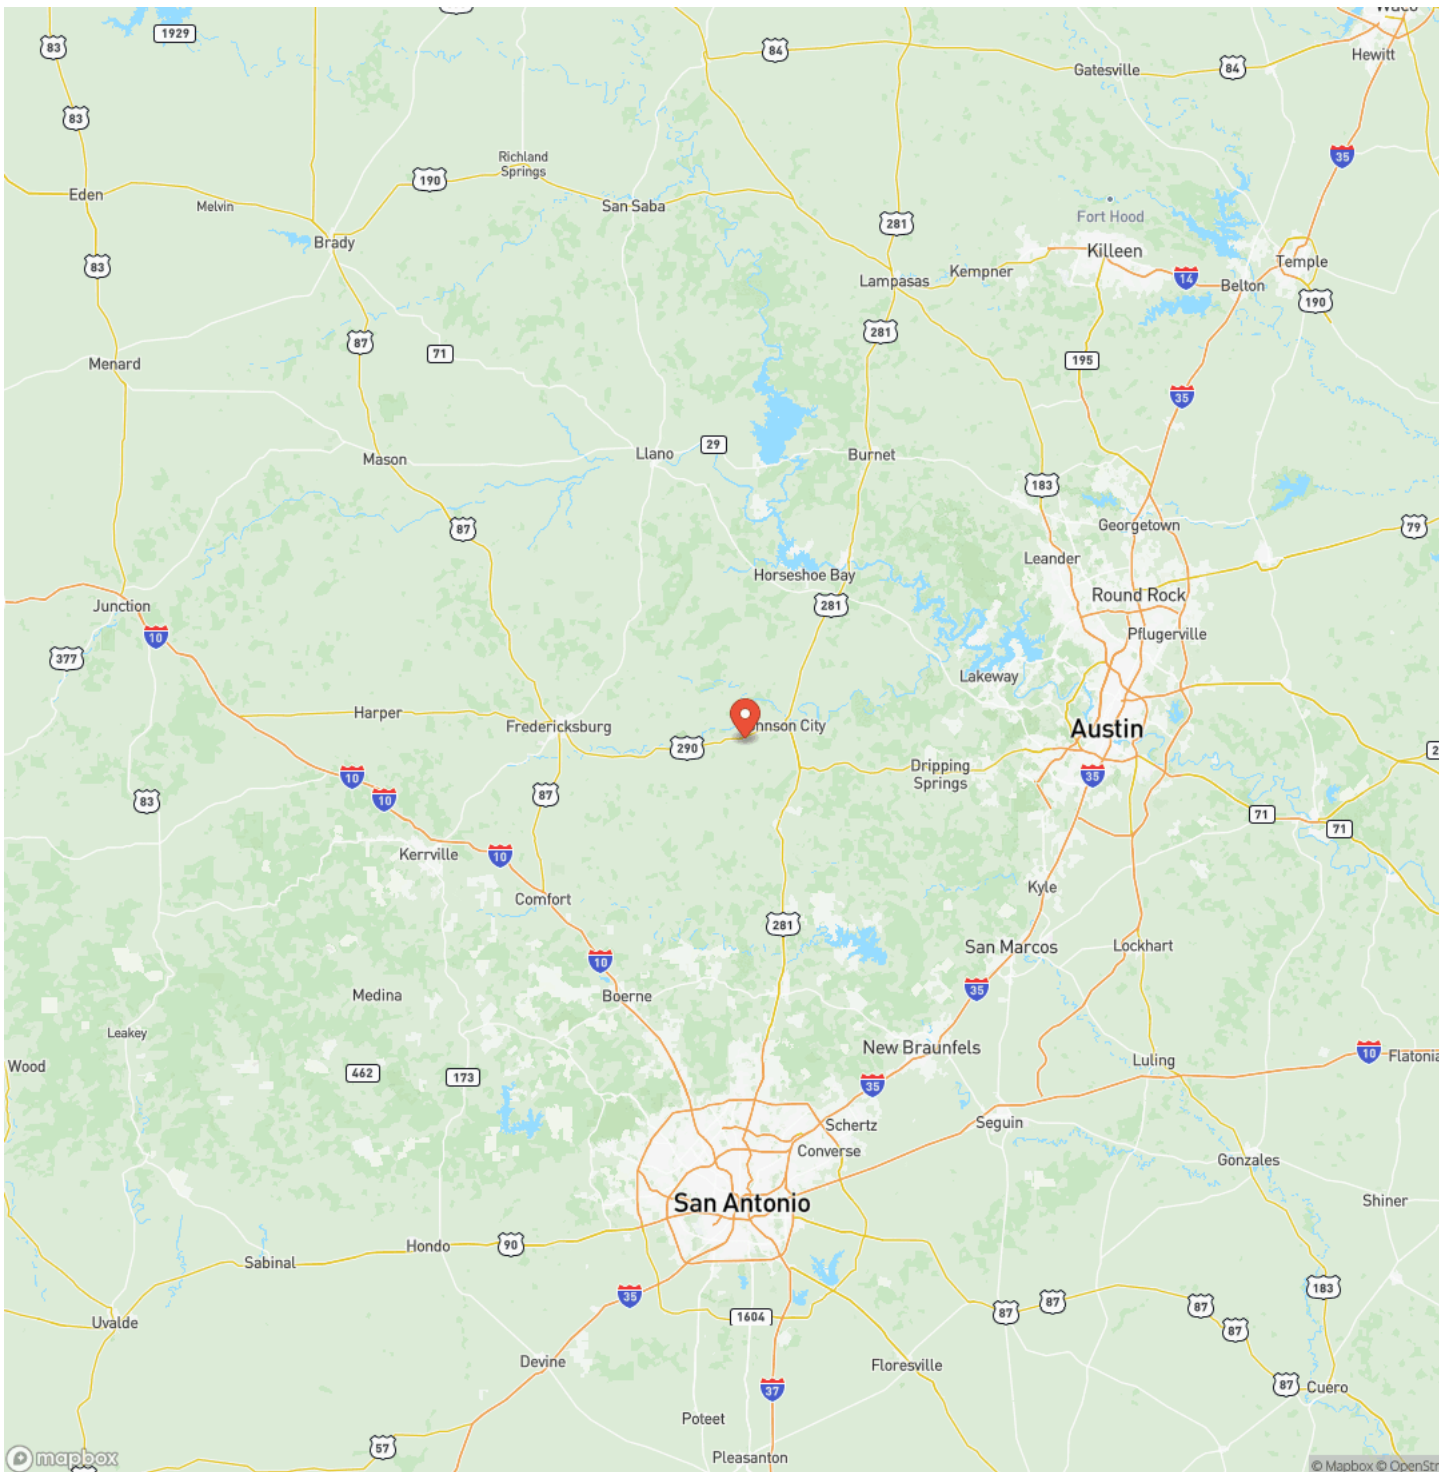 Waco
1929
83
84
Hewitt
Gatesville
84
83
35
Richland
Springs
190
Eden
Melvin
San Saba
Fort Hood
281
Brady
Killeen
Temple
83
Kempner
Lampasas
14
Belton
190
281
87
71
Menard
195
35
29
Llano
Burnet
Mason
183
87
Georgetown
79
Leander
Horseshoe Bay
Junction
281
Round Rock
10
Pflugerville
377
Lakeway
Harper
Fredericksburg
nnson City
Austin
290
Dripping
Springs
10
35
87
83
10
71
71
Kerrville
10
Kyle
Comfort
281
San Marcos
Lockhart
10
35
Medina
Boerne
Leakey
New Braunfels
10
Flatonia
Luling
Wood
462
173
35
Schertz
Seguin
Converse
Gonzales
San Antonio
Shiner
Hondo
90
Sabinal
183
35
87
87
87
1604
Uvalde
87
Devine
Floresville
37
87
Cuero
Poteet
57
Pleasanton
mapbox
© Mapbox © OpenStr